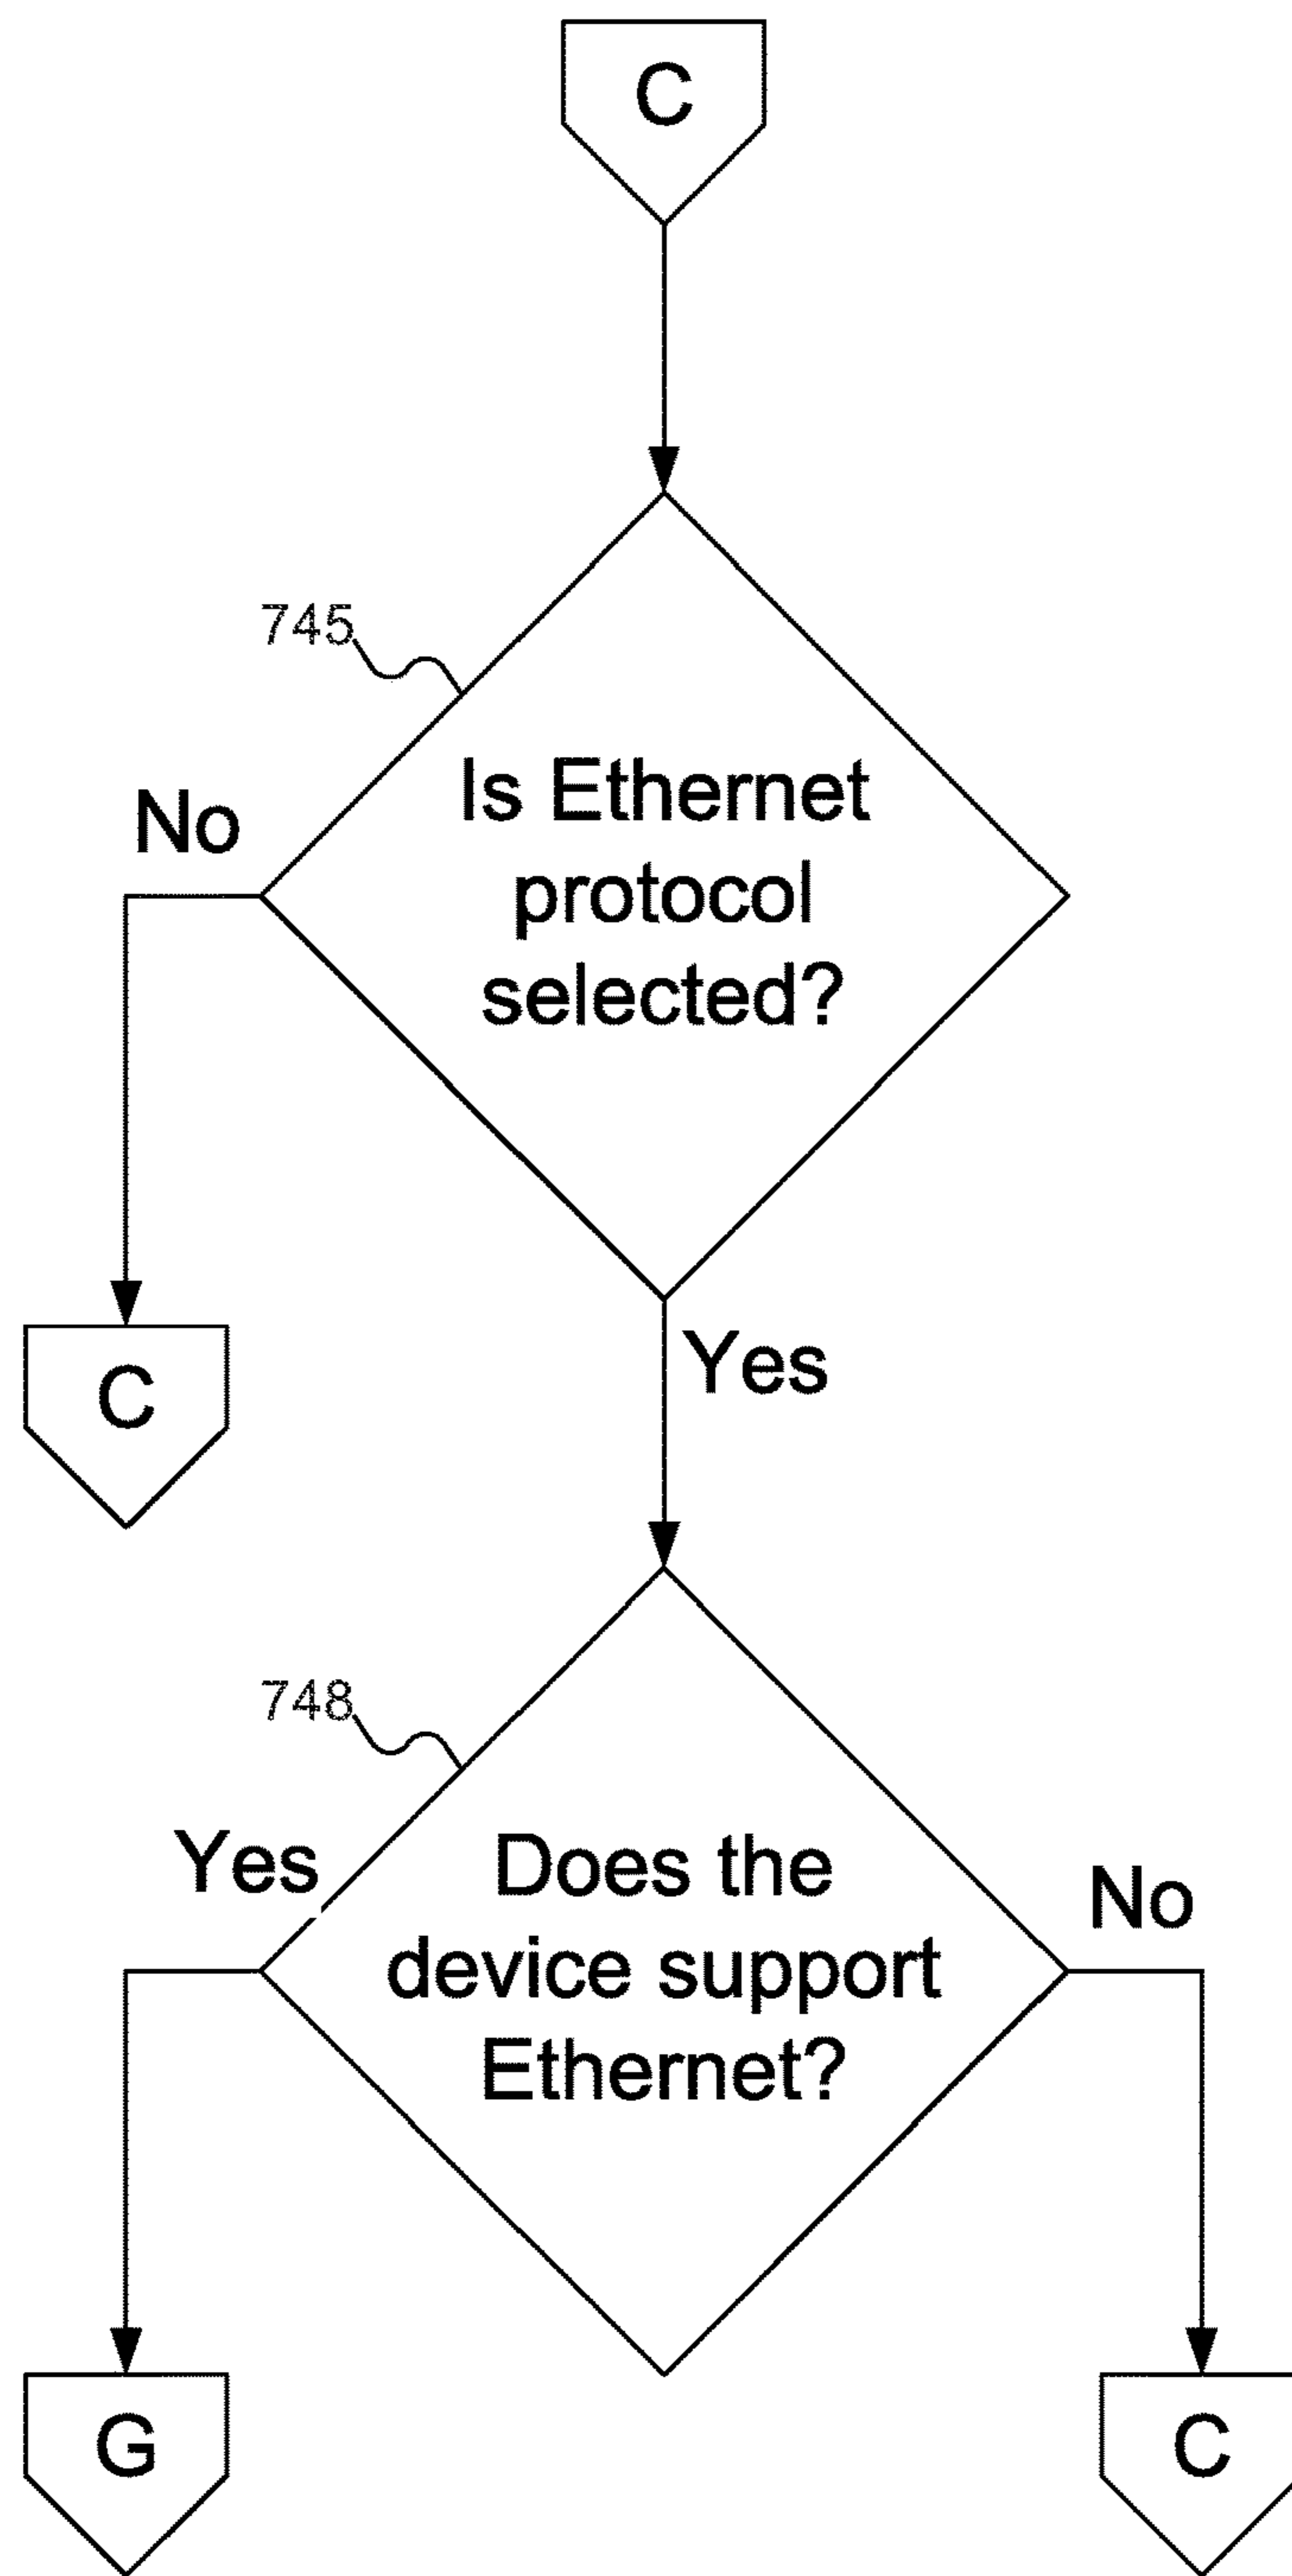 C
745
No
Is Ethernet
protocol
selected?
C
Yes
748
Yes
Does the
device support
Ethernet?
No
G
C